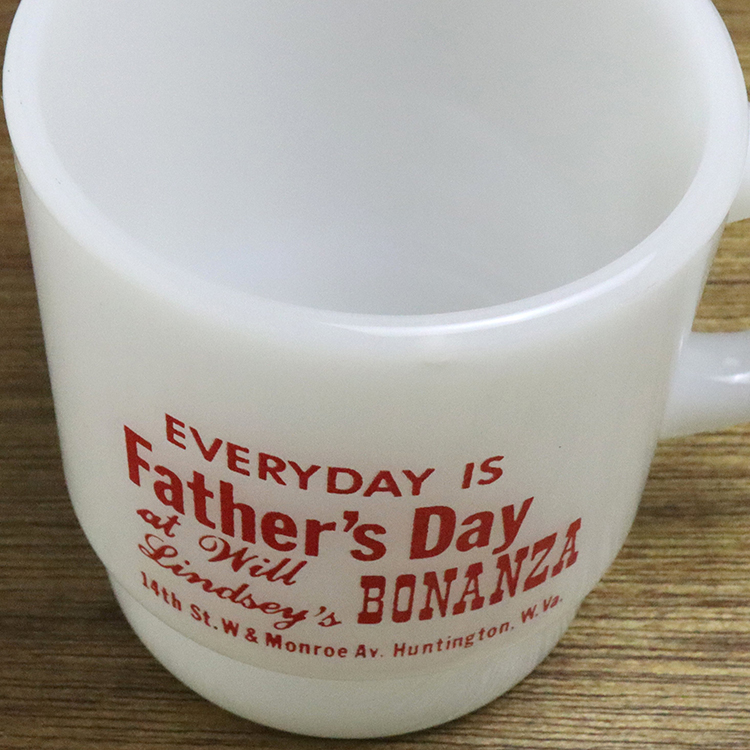 EVERYDAY IS
Father's Day
at Will
Lindsey's BONANZA
14th St. W & Monroe Av. Huntington. W. Va.